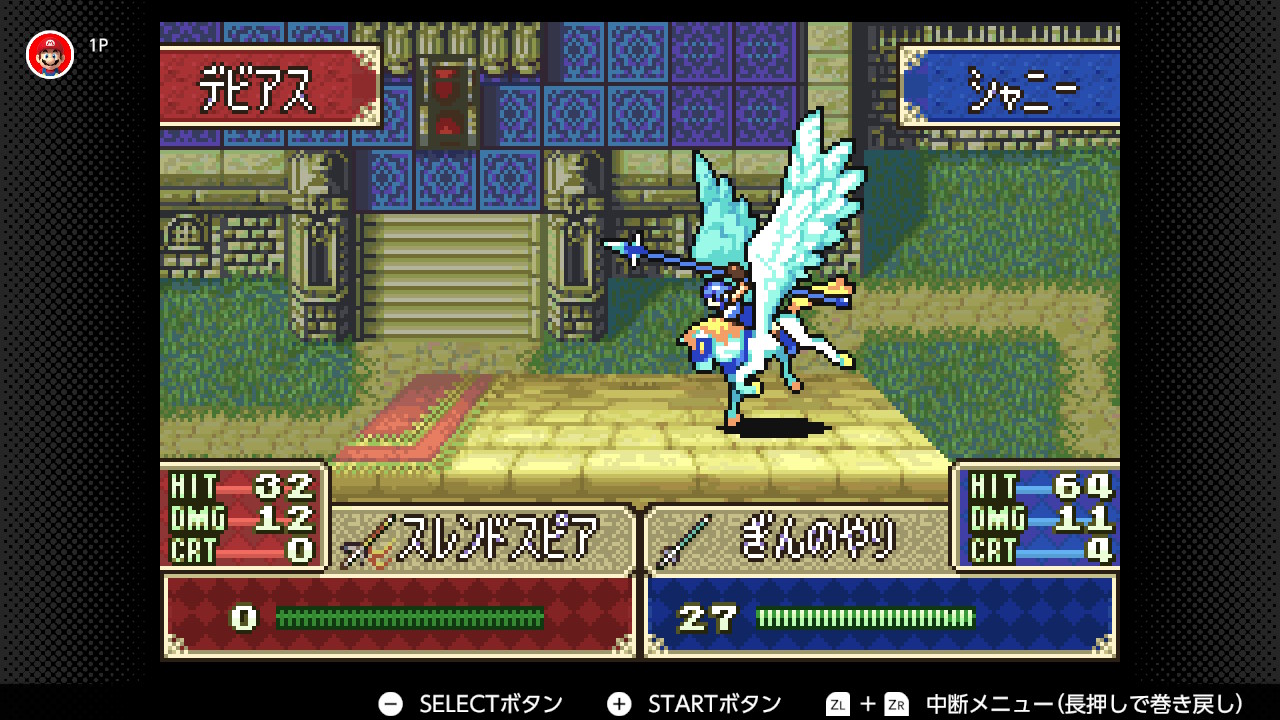 1P
デビアス
シャニー
HIT 32
DMG 12
CRT 0
スレンドスピア
ぎんのやり
HIT 64
DMG 11
CRT 4
0
27
− SELECTボタン
+ STARTボタン
ZL + ZR 中断メニュー(長押しで巻き戻し)